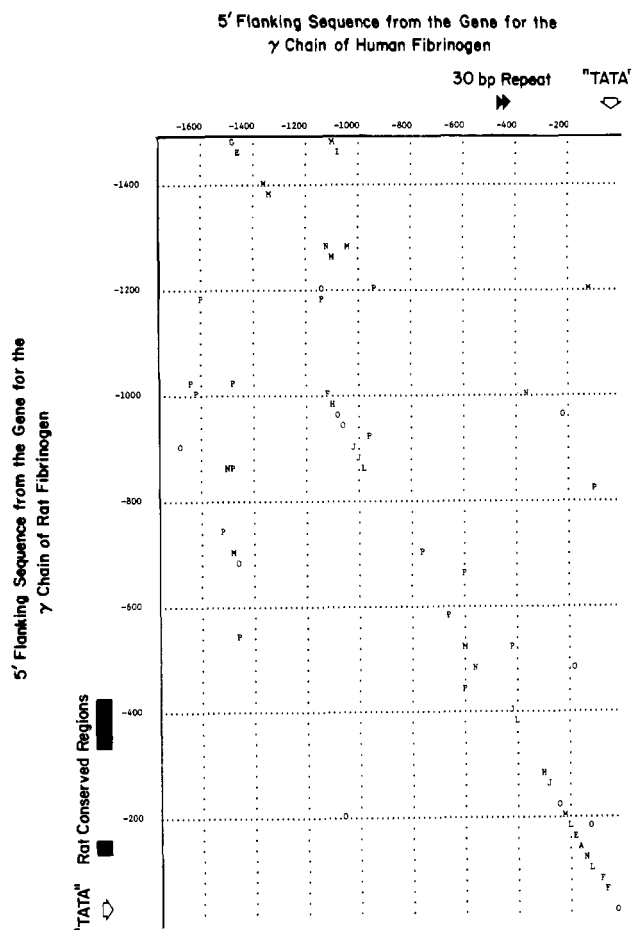 5' Flanking Sequence from the Gene for the
γ Chain of Human Fibrinogen
30 bp Repeat
"TATA"
-1600 -1400 -1200 -1000 -800 -600 -400 -200
5' Flanking Sequence from the Gene for the
γ Chain of Rat Fibrinogen
Rat Conserved Regions
"TATA"
G M
E I
-1400 M
M
N M
M
-1200 O P M
P P
P P
-1000 P P N
H
O O
O
P
O J
J
NP L
P
-800
P
M P
O P
-600
P
P M P
N O
P
J
-400 L
M
J
O
-200 O M
L O
E
A
N
L
F
F
O